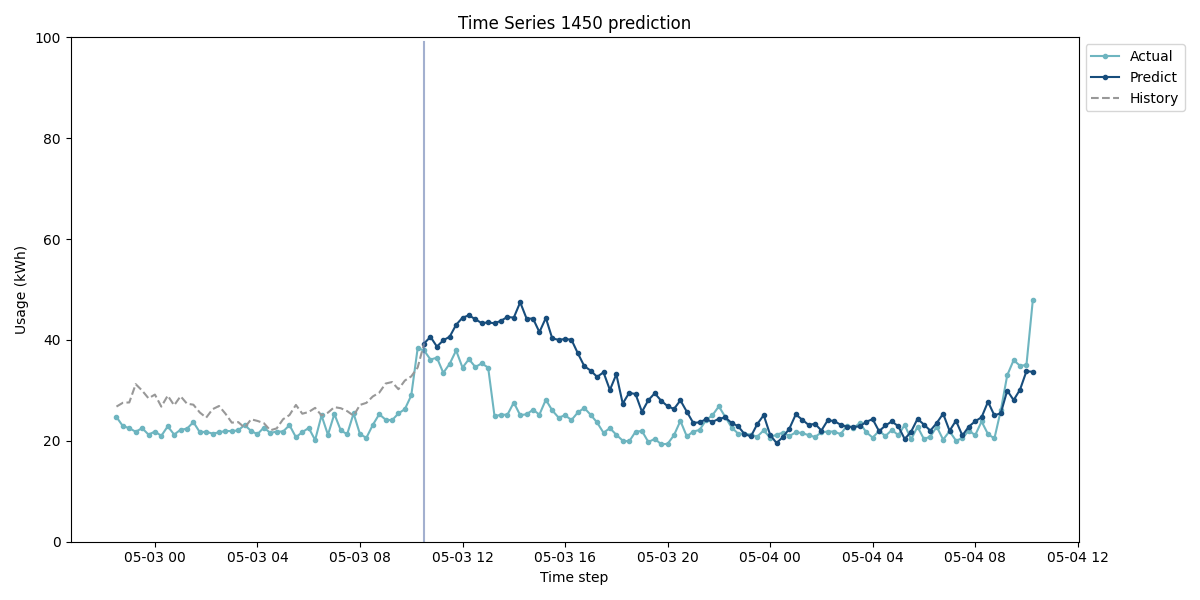 Time Series 1450 prediction
Usage (kWh)
100
80
60
40
20
0
05-03 00
05-03 04
05-03 08
05-03 12
05-03 16
05-03 20
05-04 00
05-04 04
05-04 08
05-04 12
Time step
Actual
Predict
History